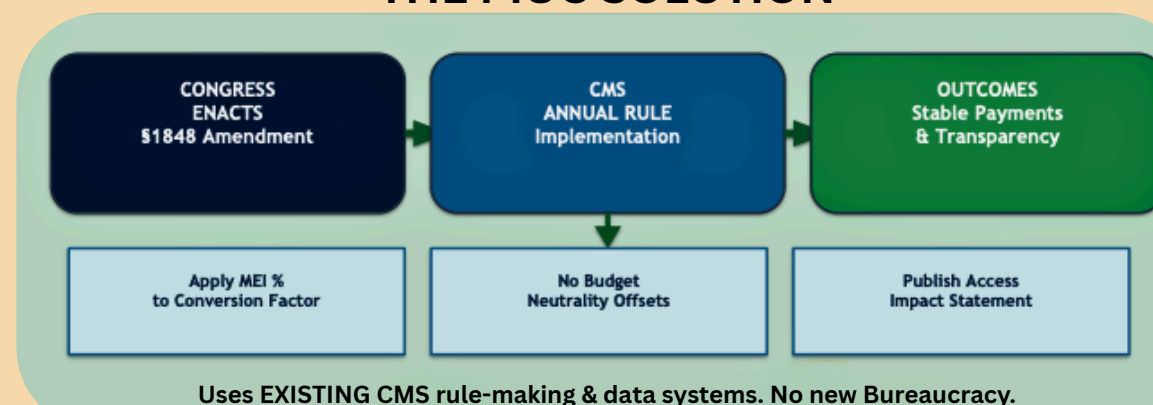 CONGRESS
ENACTS
§1848 Amendment
CMS
ANNUAL RULE
Implementation
OUTCOMES
Stable Payments
& Transparency
Apply MEI %
to Conversion Factor
No Budget
Neutrality Offsets
Publish Access
Impact Statement
Uses EXISTING CMS rule-making & data systems. No new Bureaucracy.